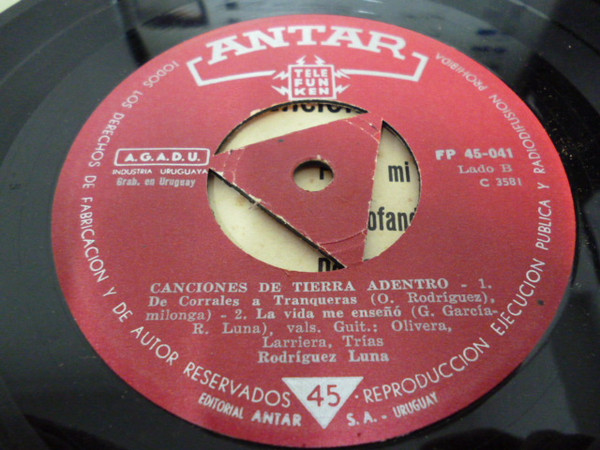 ANTAR
TELE
FUN
KEN
TODOS LOS DERECHOS DE FABRICACION Y DE AUTOR RESERVADOS · REPRODUCCION EJECUCION PUBLICA Y RADIODIFUSION PROHIBIDA
A.G.A.D.U.
INDUSTRIA URUGUAYA
Grab. en Uruguay
FP 45-041
Lado B
C 3581
mi
ofand
CANCIONES DE TIERRA ADENTRO - 1.
De Corrales a Tranqueras (O. Rodríguez),
milonga) - 2. La vida me enseñó (G. García-
R. Luna), vals. Guit.: Olivera,
Larriera, Trías
Rodríguez Luna
45
EDITORIAL ANTAR S. A. - URUGUAY